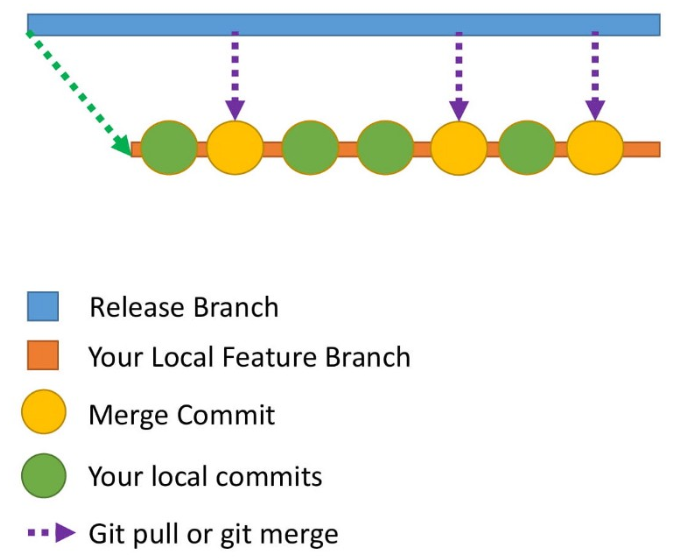 Release Branch
Your Local Feature Branch
Merge Commit
Your local commits
Git pull or git merge